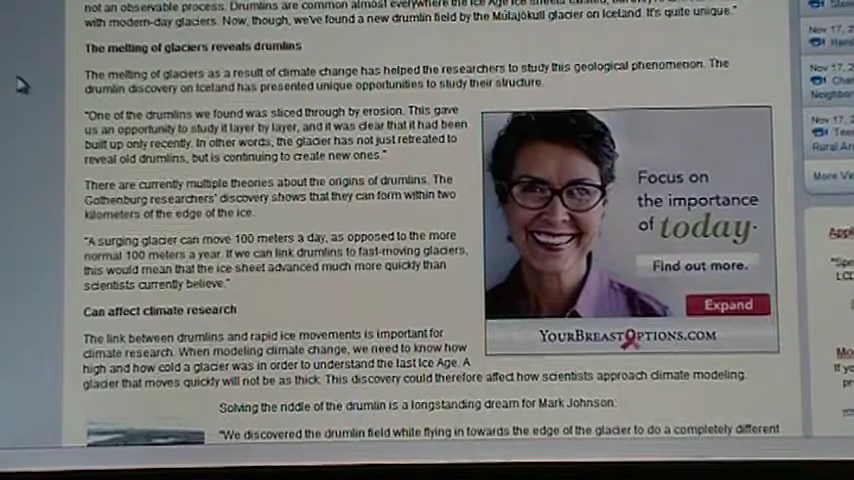 not an observable process. Drumlins are common almost everywhere the Ice Age ice sheets
with modern-day glaciers. Now, though, we've found a new drumlin field by the Múlajökull glacier on Iceland. It's quite unique."
The melting of glaciers reveals drumlins
The melting of glaciers as a result of climate change has helped the researchers to study this geological phenomenon. The
drumlin discovery on Iceland has presented unique opportunities to study their structure.
"One of the drumlins we found was sliced through by erosion. This gave
us an opportunity to study it layer by layer, and it was clear that it had been
built up only recently. In other words, the glacier has not just retreated to
reveal old drumlins, but is continuing to create new ones."
There are currently multiple theories about the origins of drumlins. The
Gothenburg researchers' discovery shows that they can form within two
kilometers of the edge of the ice.
"A surging glacier can move 100 meters a day, as opposed to the more
normal 100 meters a year. If we can link drumlins to fast-moving glaciers,
this would mean that the ice sheet advanced much more quickly than
scientists currently believe."
Can affect climate research
The link between drumlins and rapid ice movements is important for
climate research. When modeling climate change, we need to know how
high and how cold a glacier was in order to understand the last Ice Age. A
glacier that moves quickly will not be as thick. This discovery could therefore affect how scientists approach climate modeling.
Solving the riddle of the drumlin is a longstanding dream for Mark Johnson:
"We discovered the drumlin field while flying in towards the edge of the glacier to do a completely different
Focus on
the importance
of today.
Find out more.
Expand
YOURBREASTOPTIONS.COM
Nov 17, 2
Nov 17, 2
Neighbor
Nov 17, 2
Rural Ar
More Vi
"Spe
LCD
If yo